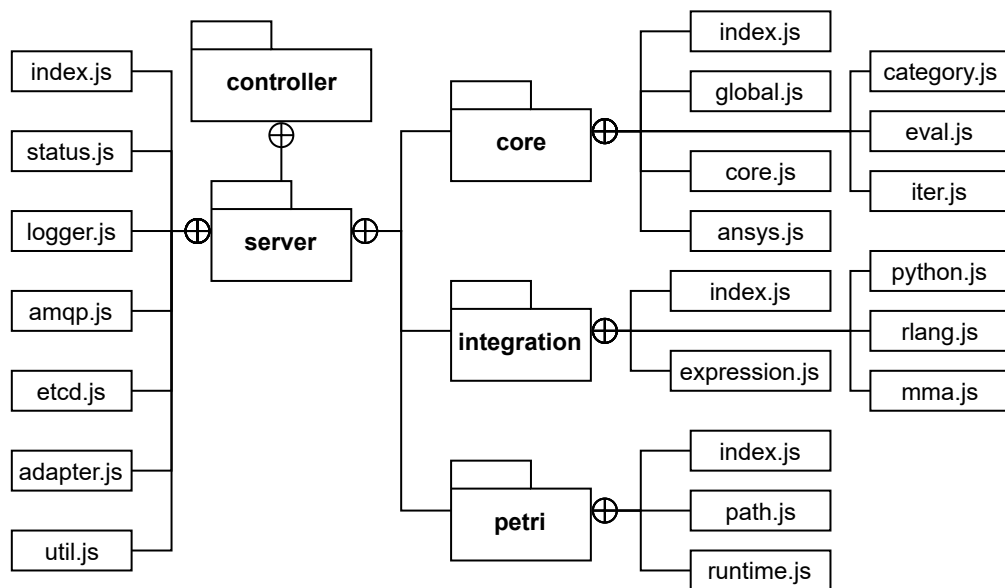 index.js
status.js
logger.js
amqp.js
etcd.js
adapter.js
util.js
controller
server
core
integration
petri
index.js
global.js
core.js
ansys.js
category.js
eval.js
iter.js
index.js
expression.js
python.js
rlang.js
mma.js
index.js
path.js
runtime.js